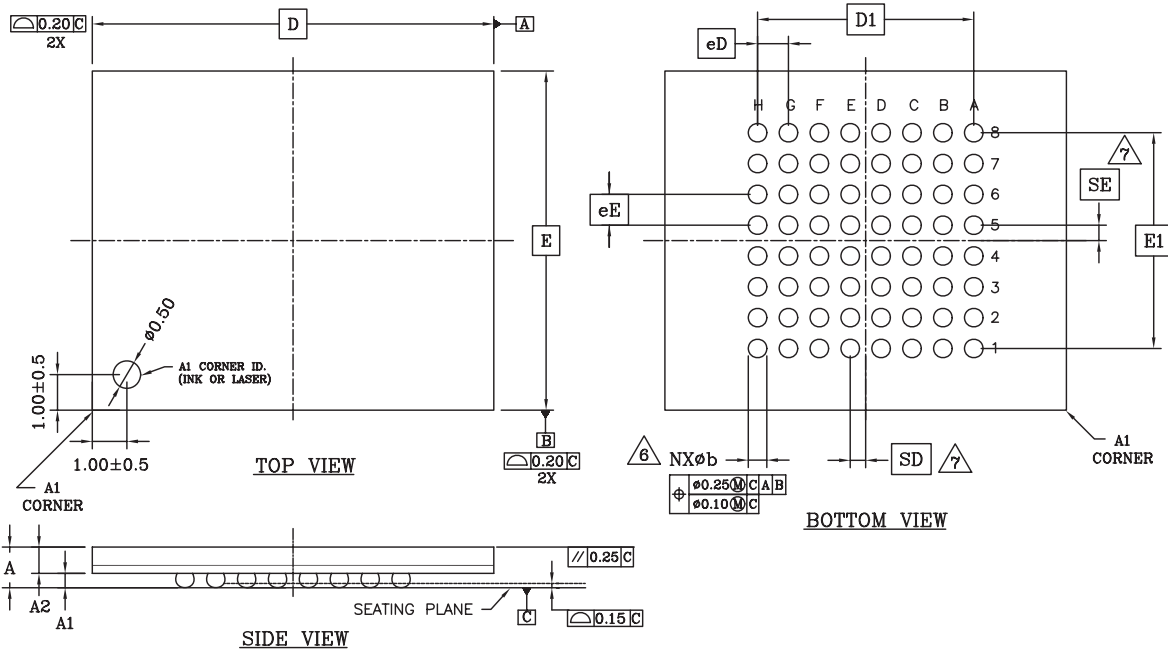 ⌓ 0.20 C
2X
D
A
E
ø0.50
A1 CORNER ID.
(INK OR LASER)
1.00±0.5
1.00±0.5
B
⌓ 0.20 C
2X
TOP VIEW
A1
CORNER
D1
eD
H G F E D C B A
8
7
6
5
4
3
2
1
7
SE
eE
E1
6 NXøb
⌖ ø0.25Ⓜ C A B
ø0.10Ⓜ C
SD 7
A1
CORNER
BOTTOM VIEW
A
A2
A1
// 0.25 C
SEATING PLANE
C
⌓ 0.15 C
SIDE VIEW